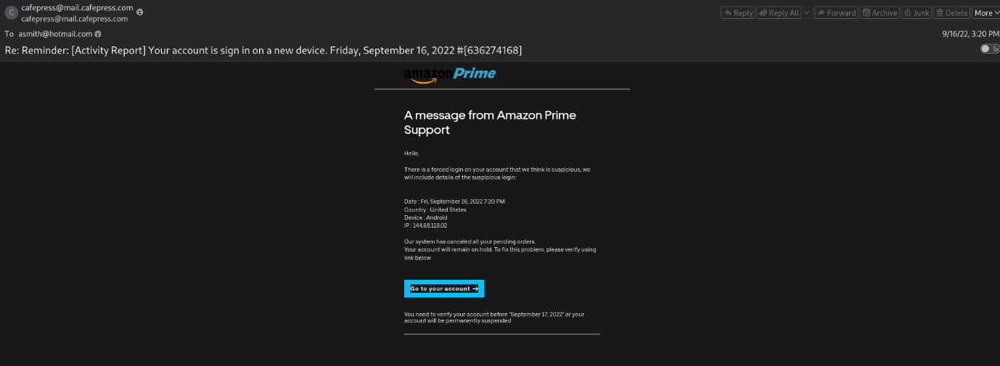 C
cafepress@mail.cafepress.com
cafepress@mail.cafepress.com
Reply
Reply All
Forward
Archive
Junk
Delete
More
To asmith@hotmail.com
9/16/22, 3:20 PM
Re: Reminder: [Activity Report] Your account is sign in on a new device. Friday, September 16, 2022 #[636274168]
amazonPrime
A message from Amazon Prime
Support
Hello,
There is a forced login on your account that we think is suspicious, we
will include details of the suspicious login:
Date : Fri, September 16, 2022 7:20 PM
Country : United States
Device : Android
IP : 144.68.119.02
Our system has canceled all your pending orders.
Your account will remain on hold. To fix this problem, please verify using
link below
Go to your account →
You need to verify your account before "September 17, 2022" or your
account will be permanently suspended